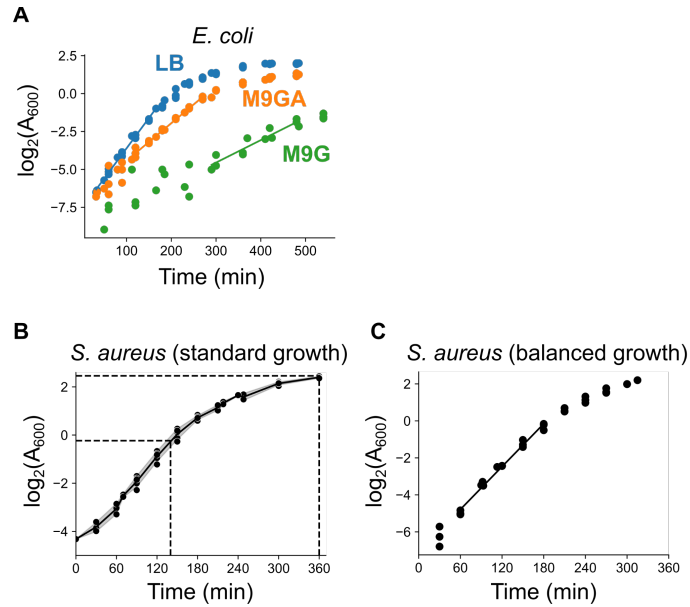 A
E. coli
LB
M9GA
M9G
log2(A600)
2.5
0.0
−2.5
−5.0
−7.5
100 200 300 400 500
Time (min)
B
S. aureus (standard growth)
log2(A600)
2
0
−2
−4
0 60 120 180 240 300 360
Time (min)
C
S. aureus (balanced growth)
log2(A600)
2
0
−2
−4
−6
0 60 120 180 240 300 360
Time (min)